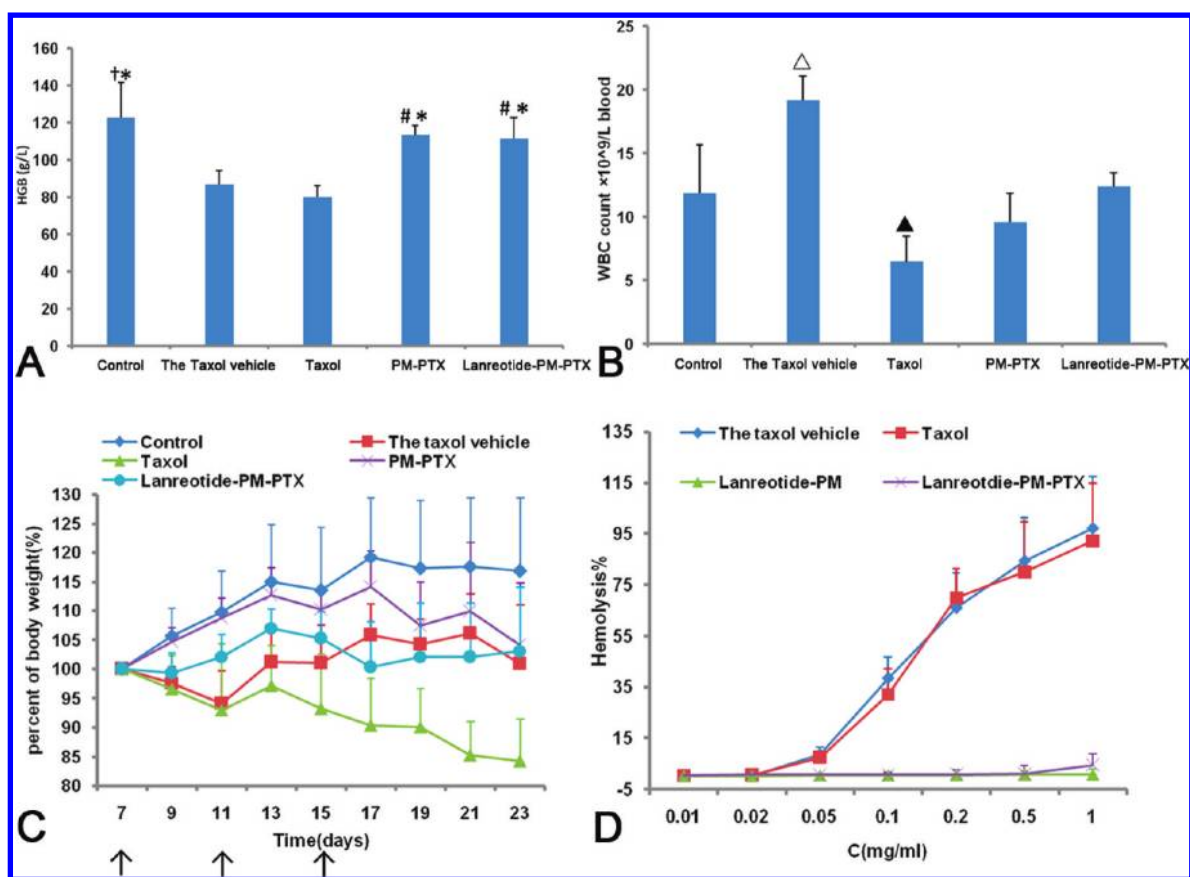 160
140
120
100
80
60
40
20
0
HGB (g/L)
†*
# *
# *
A
Control The Taxol vehicle Taxol PM-PTX Lanreotide-PM-PTX
25
20
15
10
5
0
WBC count ×10^9/L blood
△
▲
B
Control The Taxol vehicle Taxol PM-PTX Lanreotide-PM-PTX
Control The taxol vehicle
Taxol PM-PTX
Lanreotide-PM-PTX
130
125
120
115
110
105
100
95
90
85
80
percent of body weight(%)
7 9 11 13 15 17 19 21 23
C
Time(days)
↑ ↑ ↑
The taxol vehicle Taxol
Lanreotide-PM Lanreotdie-PM-PTX
135
115
95
75
55
35
15
-5
Hemolysis%
0.01 0.02 0.05 0.1 0.2 0.5 1
D
C(mg/ml)